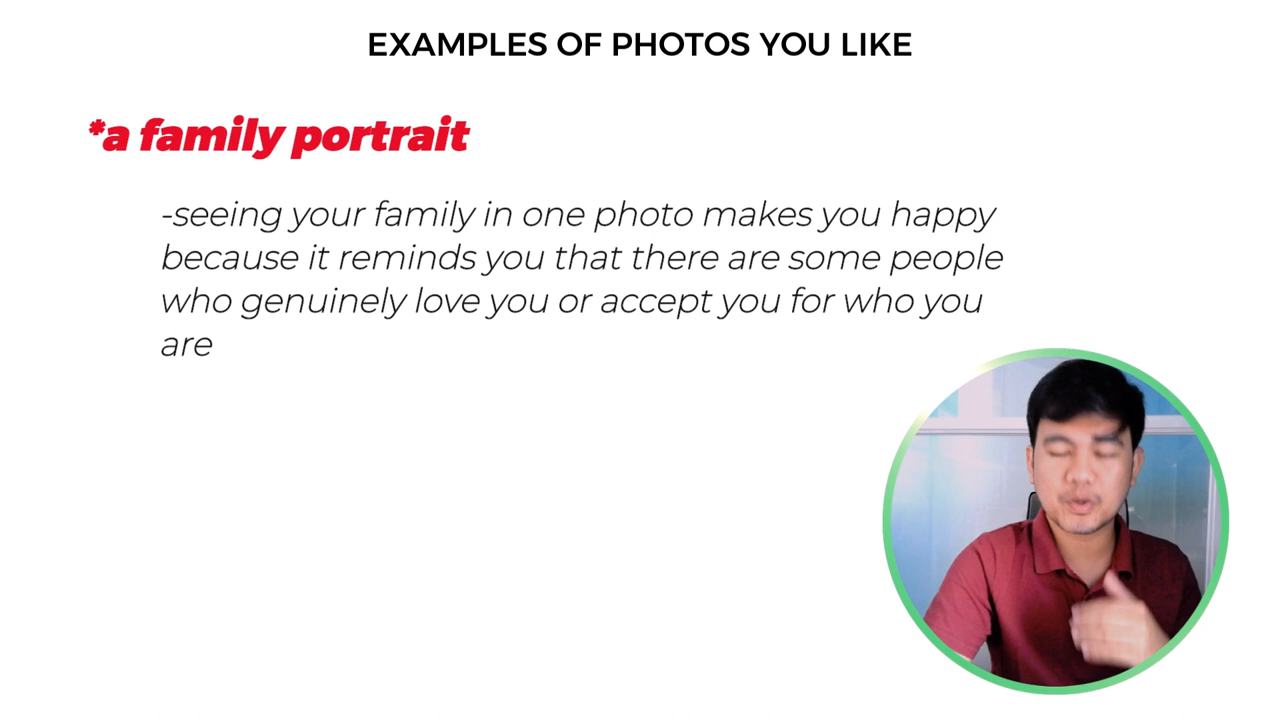 EXAMPLES OF PHOTOS YOU LIKE
*a family portrait
-seeing your family in one photo makes you happy
because it reminds you that there are some people
who genuinely love you or accept you for who you
are